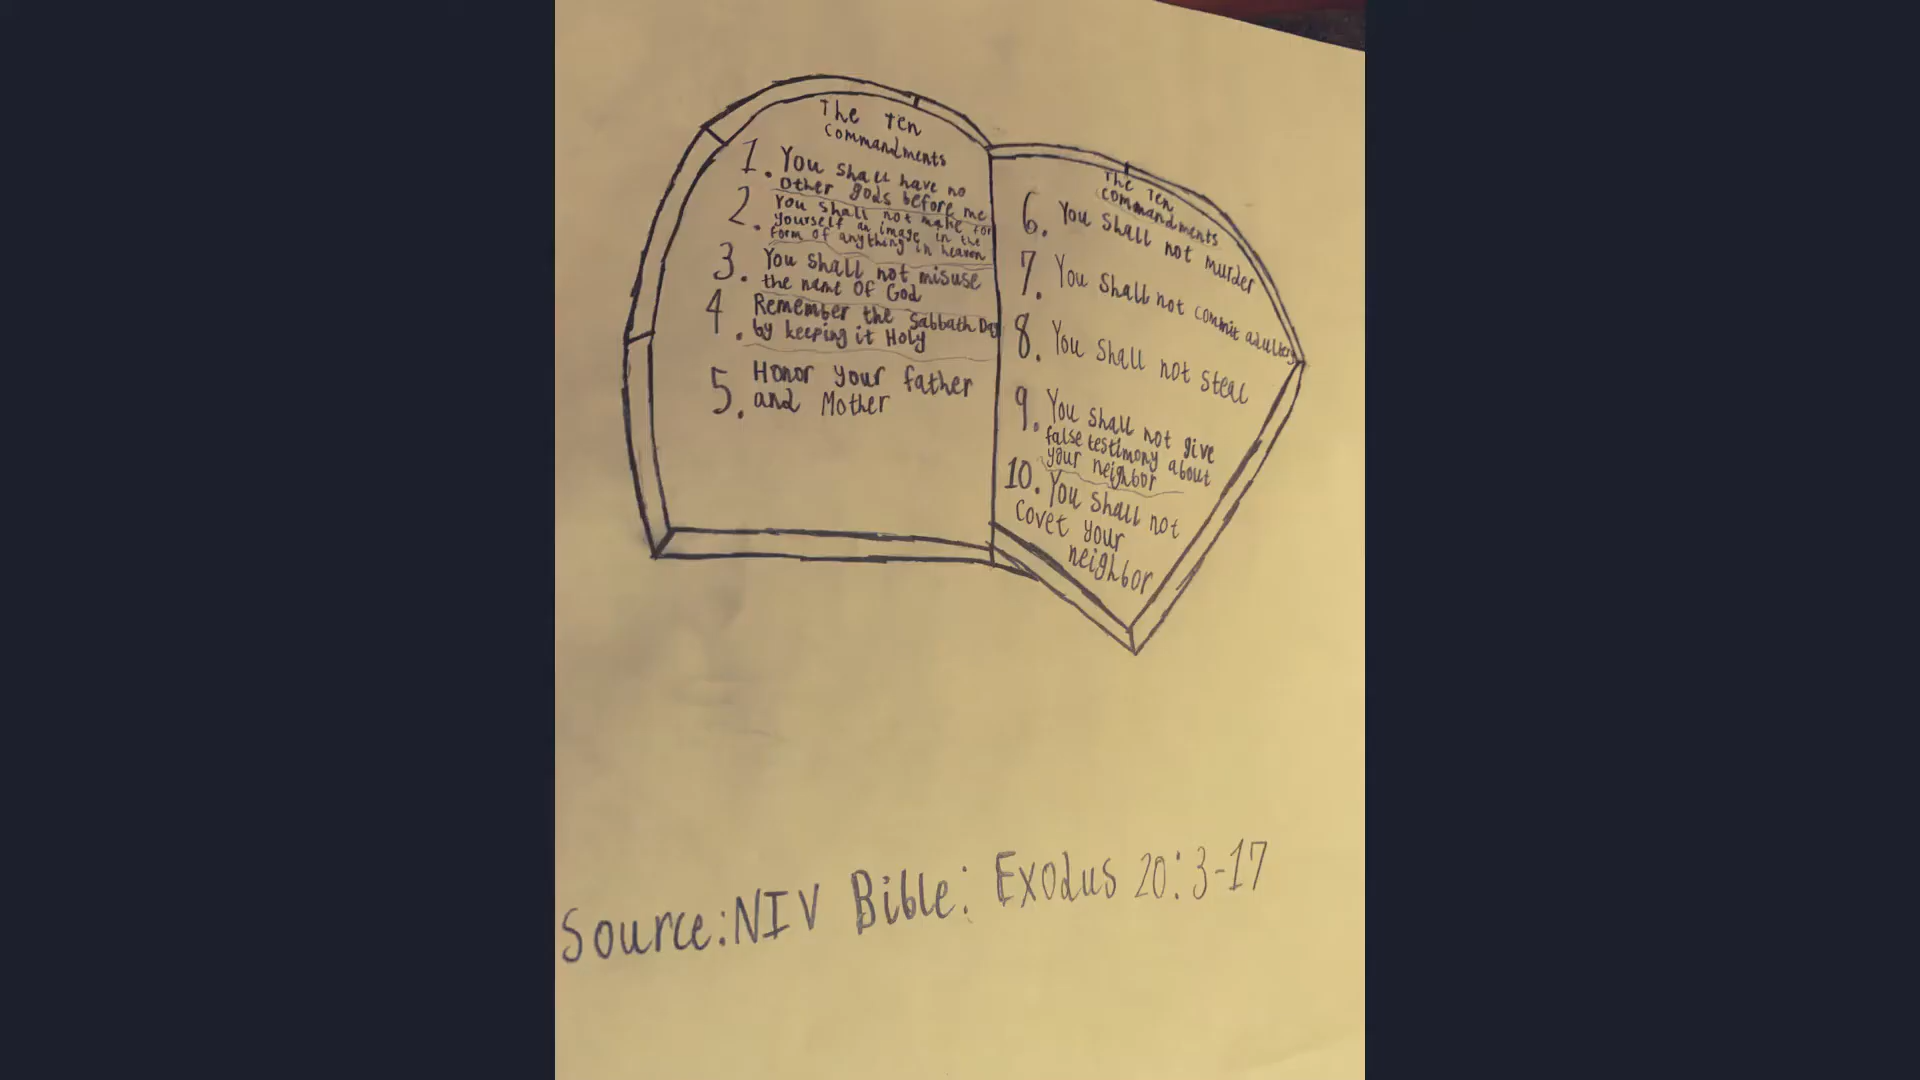 The Ten
Commandments
1. You shall have no
other gods before me
2. You shall not make for
yourself an image in the
form of anything in heaven
3. You shall not misuse
the name Of God
4. Remember the Sabbath Day
by keeping it Holy
5. Honor your father
and Mother
The Ten
Commandments
6. You shall not murder
7. You shall not commit adultery
8. You shall not steal
9. You shall not give
false testimony about
your neighbor
10. You shall not
covet your
neighbor
Source: NIV Bible: Exodus 20:3-17